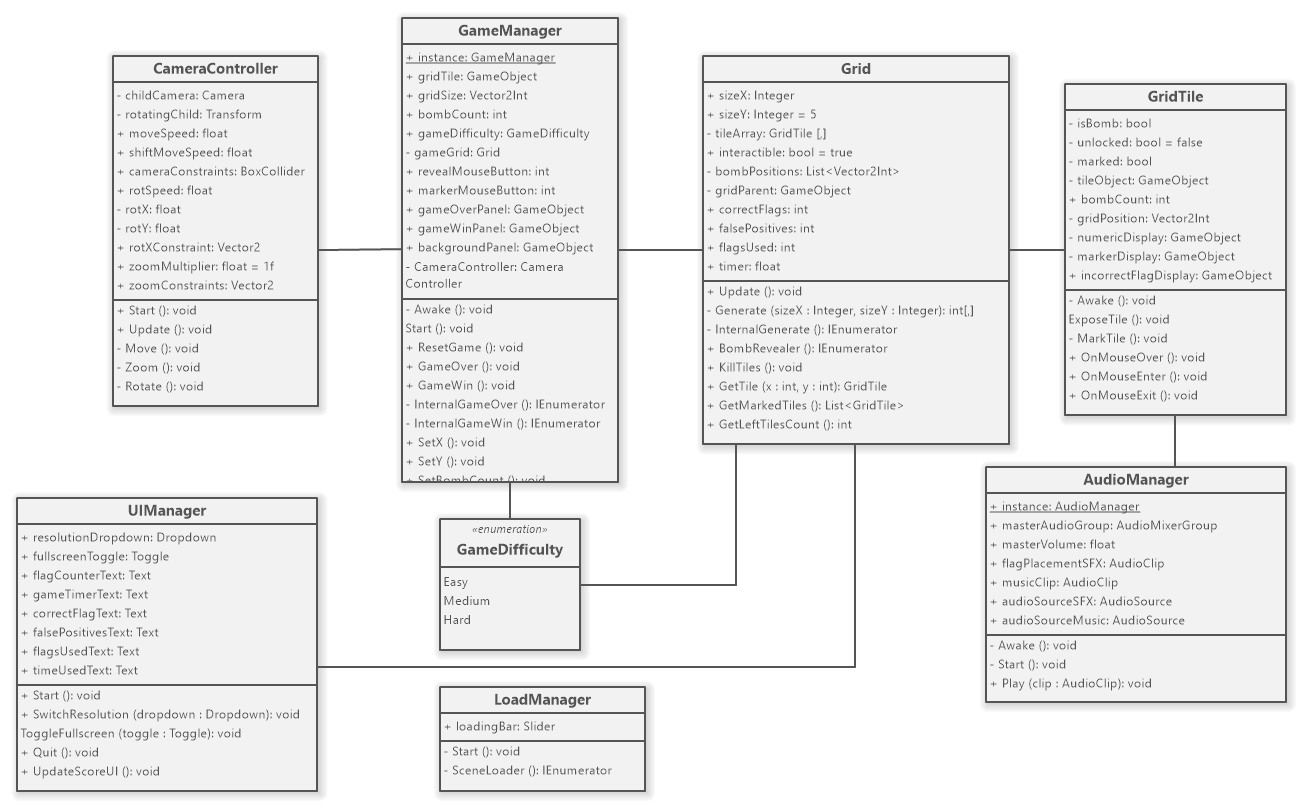 CameraController
- childCamera: Camera
- rotatingChild: Transform
+ moveSpeed: float
+ shiftMoveSpeed: float
+ cameraConstraints: BoxCollider
+ rotSpeed: float
- rotX: float
- rotY: float
+ rotXConstraint: Vector2
+ zoomMultiplier: float = 1f
+ zoomConstraints: Vector2
+ Start (): void
+ Update (): void
- Move (): void
- Zoom (): void
- Rotate (): void
GameManager
+ instance: GameManager
+ gridTile: GameObject
+ gridSize: Vector2Int
+ bombCount: int
+ gameDifficulty: GameDifficulty
- gameGrid: Grid
+ revealMouseButton: int
+ markerMouseButton: int
+ gameOverPanel: GameObject
+ gameWinPanel: GameObject
+ backgroundPanel: GameObject
- CameraController: Camera
Controller
- Awake (): void
Start (): void
+ ResetGame (): void
+ GameOver (): void
+ GameWin (): void
- InternalGameOver (): IEnumerator
- InternalGameWin (): IEnumerator
+ SetX (): void
+ SetY (): void
+ SetBombCount (): void
Grid
+ sizeX: Integer
+ sizeY: Integer = 5
- tileArray: GridTile [,]
+ interactible: bool = true
- bombPositions: List<Vector2Int>
- gridParent: GameObject
+ correctFlags: int
+ falsePositives: int
+ flagsUsed: int
+ timer: float
+ Update (): void
- Generate (sizeX : Integer, sizeY : Integer): int[,]
- InternalGenerate (): IEnumerator
+ BombRevealer (): IEnumerator
+ KillTiles (): void
+ GetTile (x : int, y : int): GridTile
+ GetMarkedTiles (): List<GridTile>
+ GetLeftTilesCount (): int
GridTile
- isBomb: bool
- unlocked: bool = false
- marked: bool
- tileObject: GameObject
+ bombCount: int
- gridPosition: Vector2Int
- numericDisplay: GameObject
- markerDisplay: GameObject
+ incorrectFlagDisplay: GameObject
- Awake (): void
ExposeTile (): void
- MarkTile (): void
+ OnMouseOver (): void
+ OnMouseEnter (): void
+ OnMouseExit (): void
UIManager
+ resolutionDropdown: Dropdown
+ fullscreenToggle: Toggle
+ flagCounterText: Text
+ gameTimerText: Text
+ correctFlagText: Text
+ falsePositivesText: Text
+ flagsUsedText: Text
+ timeUsedText: Text
+ Start (): void
+ SwitchResolution (dropdown : Dropdown): void
ToggleFullscreen (toggle : Toggle): void
+ Quit (): void
+ UpdateScoreUI (): void
«enumeration»
GameDifficulty
Easy
Medium
Hard
LoadManager
+ loadingBar: Slider
- Start (): void
- SceneLoader (): IEnumerator
AudioManager
+ instance: AudioManager
+ masterAudioGroup: AudioMixerGroup
+ masterVolume: float
+ flagPlacementSFX: AudioClip
+ musicClip: AudioClip
+ audioSourceSFX: AudioSource
+ audioSourceMusic: AudioSource
- Awake (): void
- Start (): void
+ Play (clip : AudioClip): void